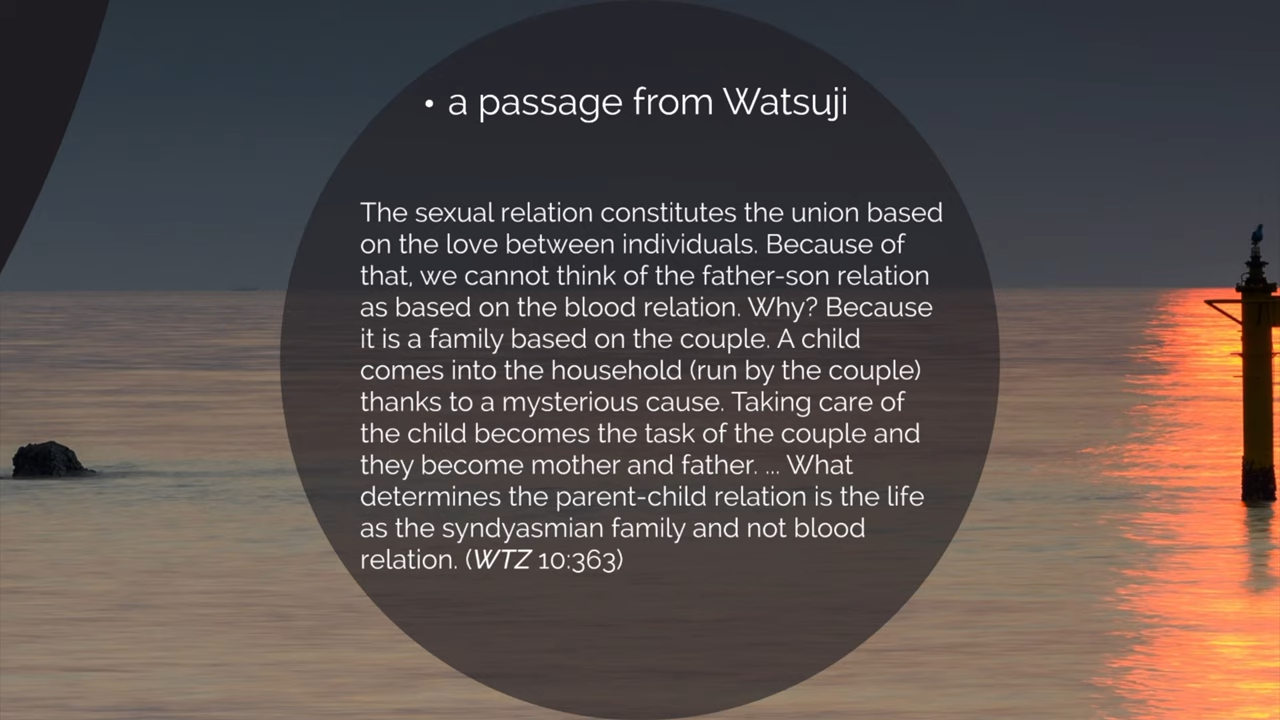 • a passage from Watsuji
The sexual relation constitutes the union based
on the love between individuals. Because of
that, we cannot think of the father-son relation
as based on the blood relation. Why? Because
it is a family based on the couple. A child
comes into the household (run by the couple)
thanks to a mysterious cause. Taking care of
the child becomes the task of the couple and
they become mother and father. ... What
determines the parent-child relation is the life
as the syndyasmian family and not blood
relation. (WTZ 10:363)